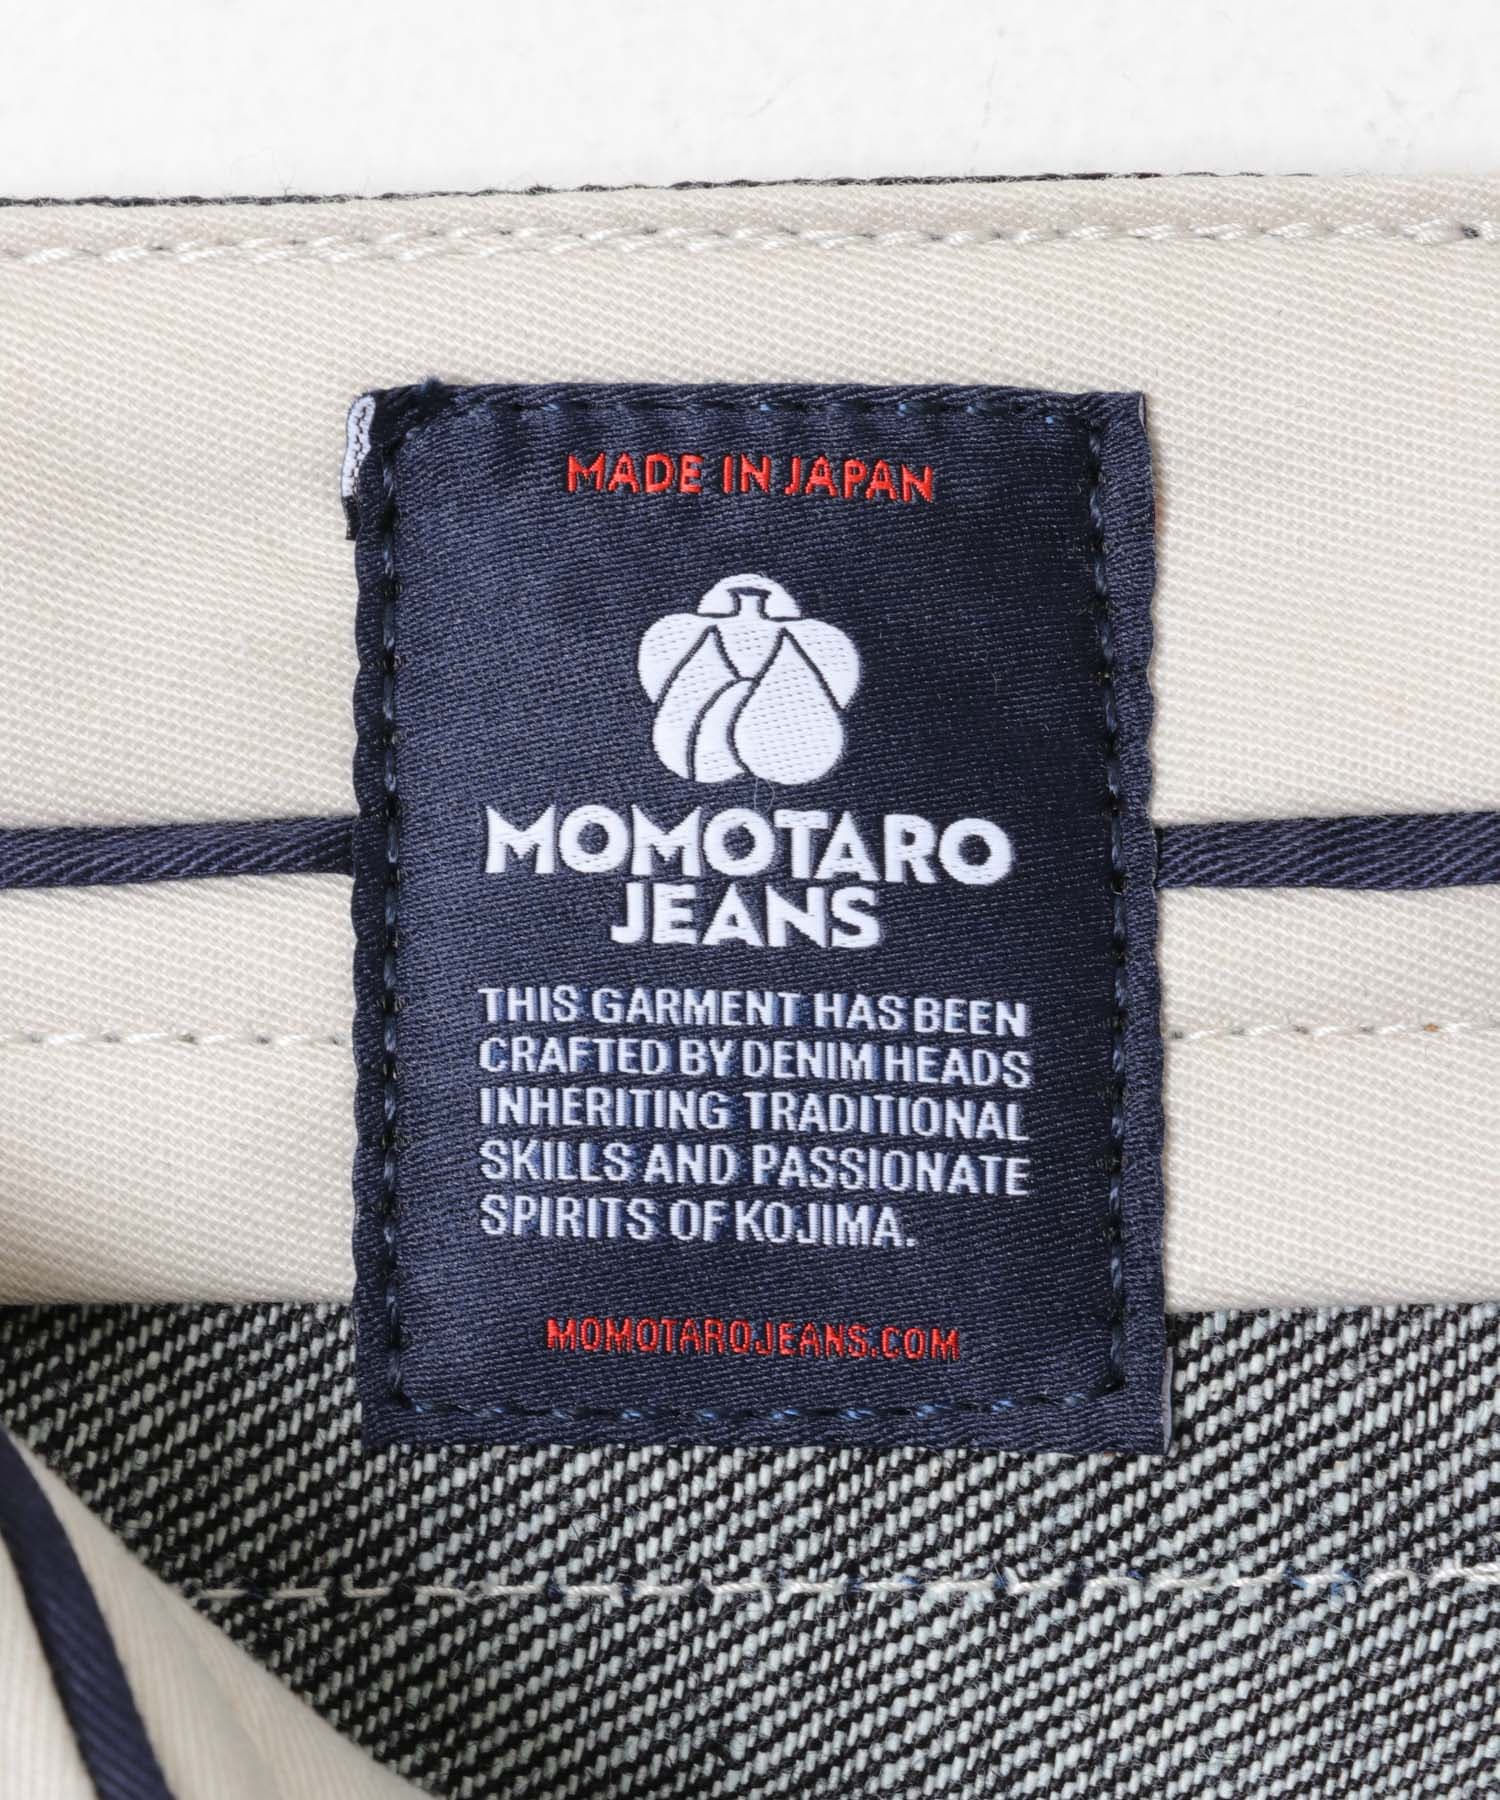 MADE IN JAPAN
MOMOTARO
JEANS
THIS GARMENT HAS BEEN
CRAFTED BY DENIM HEADS
INHERITING TRADITIONAL
SKILLS AND PASSIONATE
SPIRITS OF KOJIMA.
MOMOTAROJEANS.COM